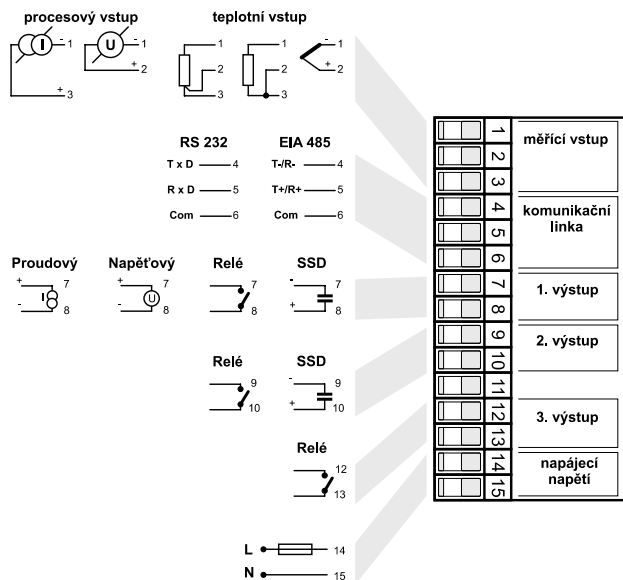 procesový vstup
teplotní vstup
I - 1
+ 3
U - 1
+ 2
1
2
3
1
2
3
- 1
+ 2
RS 232
T x D 4
R x D 5
Com 6
EIA 485
T-/R- 4
T+/R+ 5
Com 6
Proudový
+ 7
I
- 8
Napěťový
+ 7
U
- 8
Relé
7
8
SSD
- 7
+ 8
Relé
9
10
SSD
- 9
+ 10
Relé
12
13
L 14
N 15
1
2
3
měřící vstup
4
5
6
komunikační
linka
7
8
1. výstup
9
10
2. výstup
11
12
13
3. výstup
14
15
napájecí
napětí